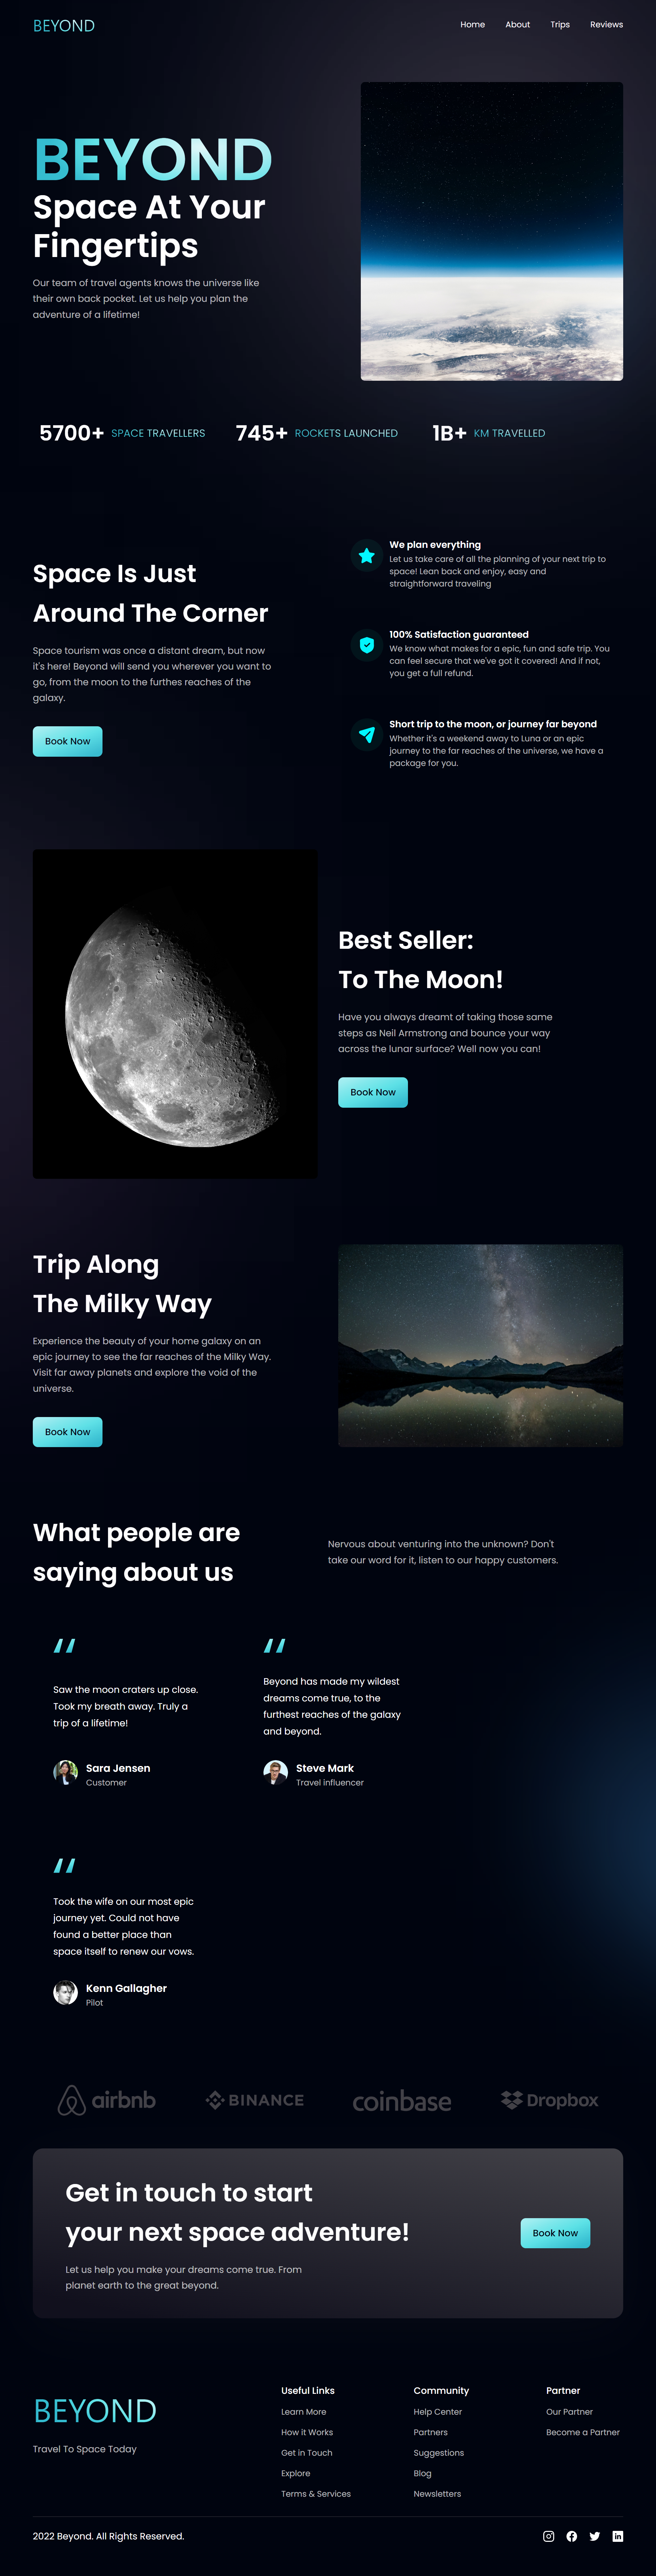 BEYOND
Home
About
Trips
Reviews
BEYOND
Space At Your
Fingertips
Our team of travel agents knows the universe like
their own back pocket. Let us help you plan the
adventure of a lifetime!
5700+ SPACE TRAVELLERS
745+ ROCKETS LAUNCHED
1B+ KM TRAVELLED
Space Is Just
Around The Corner
Space tourism was once a distant dream, but now
it's here! Beyond will send you wherever you want to
go, from the moon to the furthes reaches of the
galaxy.
Book Now
We plan everything
Let us take care of all the planning of your next trip to
space! Lean back and enjoy, easy and
straightforward traveling
100% Satisfaction guaranteed
We know what makes for a epic, fun and safe trip. You
can feel secure that we've got it covered! And if not,
you get a full refund.
Short trip to the moon, or journey far beyond
Whether it's a weekend away to Luna or an epic
journey to the far reaches of the universe, we have a
package for you.
Best Seller:
To The Moon!
Have you always dreamt of taking those same
steps as Neil Armstrong and bounce your way
across the lunar surface? Well now you can!
Book Now
Trip Along
The Milky Way
Experience the beauty of your home galaxy on an
epic journey to see the far reaches of the Milky Way.
Visit far away planets and explore the void of the
universe.
Book Now
What people are
saying about us
Nervous about venturing into the unknown? Don't
take our word for it, listen to our happy customers.
Saw the moon craters up close.
Took my breath away. Truly a
trip of a lifetime!
Sara Jensen
Customer
Beyond has made my wildest
dreams come true, to the
furthest reaches of the galaxy
and beyond.
Steve Mark
Travel influencer
Took the wife on our most epic
journey yet. Could not have
found a better place than
space itself to renew our vows.
Kenn Gallagher
Pilot
airbnb
BINANCE
coinbase
Dropbox
Get in touch to start
your next space adventure!
Let us help you make your dreams come true. From
planet earth to the great beyond.
Book Now
BEYOND
Travel To Space Today
Useful Links
Learn More
How it Works
Get in Touch
Explore
Terms & Services
Community
Help Center
Partners
Suggestions
Blog
Newsletters
Partner
Our Partner
Become a Partner
2022 Beyond. All Rights Reserved.